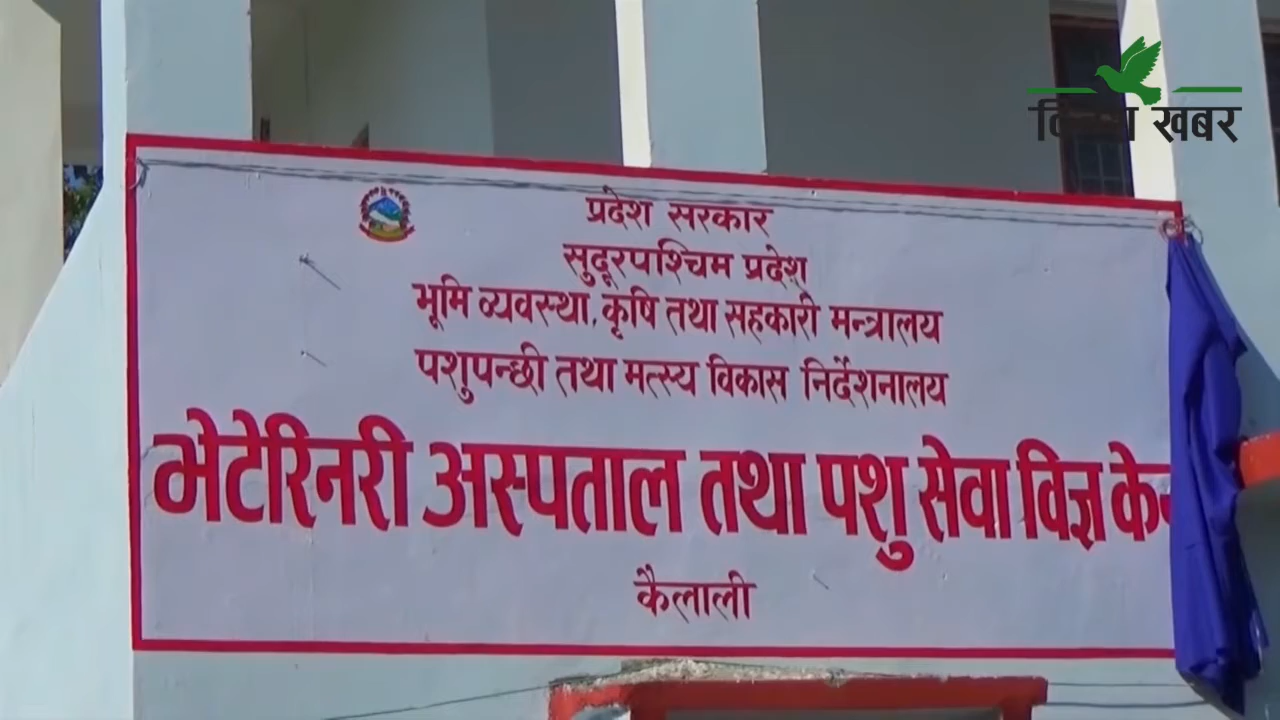 खबर
प्रदेश सरकार
सुदूरपश्चिम प्रदेश
भूमि व्यवस्था, कृषि तथा सहकारी मन्त्रालय
पशुपन्छी तथा मत्स्य विकास निर्देशनालय
भेटेरिनरी अस्पताल तथा पशु सेवा विज्ञ
कैलाली